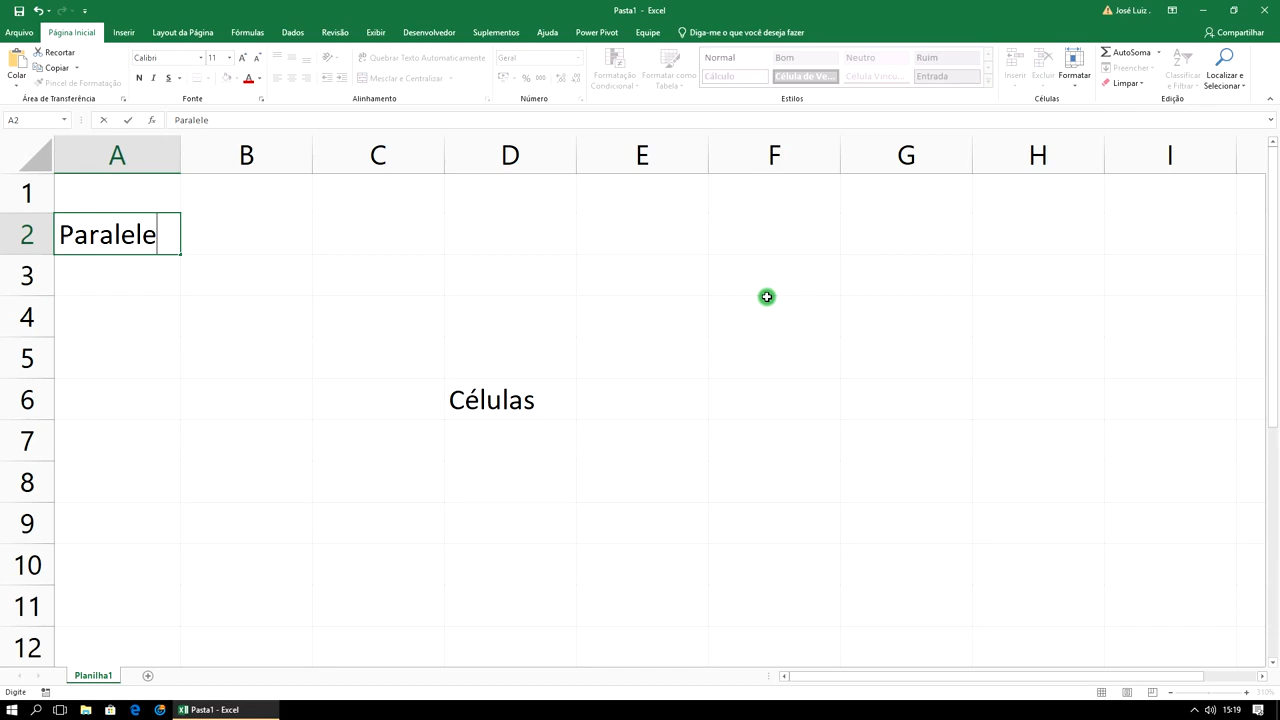 Pasta1 - Excel
José Luiz .
Arquivo Página Inicial Inserir Layout da Página Fórmulas Dados Revisão Exibir Desenvolvedor Suplementos Ajuda Power Pivot Equipe Diga-me o que você deseja fazer Compartilhar
Colar
Recortar
Copiar
Pincel de Formatação
Área de Transferência
Calibri 11
N I S
Fonte
Quebrar Texto Automaticamente
Mesclar e Centralizar
Alinhamento
Geral
% 000
Número
Formatação Condicional
Formatar como Tabela
Normal Bom Neutro Ruim
Cálculo Célula de Ve... Célula Víncu... Entrada
Estilos
Inserir Excluir Formatar
Células
AutoSoma
Preencher
Limpar
Classificar e Filtrar
Localizar e Selecionar
Edição
A2 fx Paralele
A B C D E F G H I
1
2 Paralele
3
4
5
6 Células
7
8
9
10
11
12
Planilha1
Digite 310%
Pasta1 - Excel 15:19